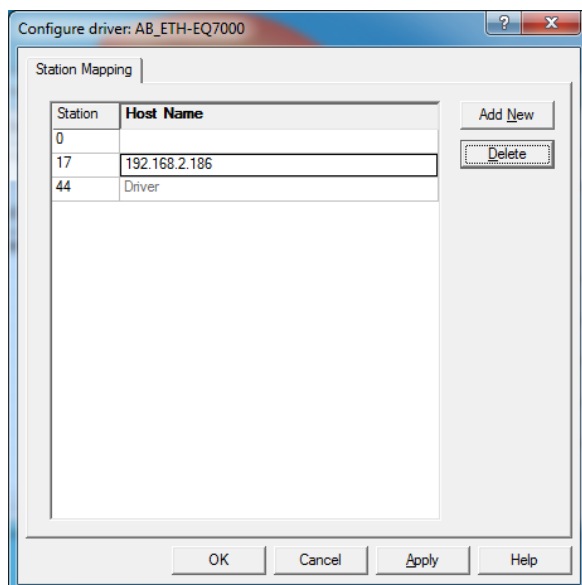 Configure driver: AB_ETH-EQ7000
Station Mapping
Station Host Name
0
17 192.168.2.186
44 Driver
Add New
Delete
OK Cancel Apply Help